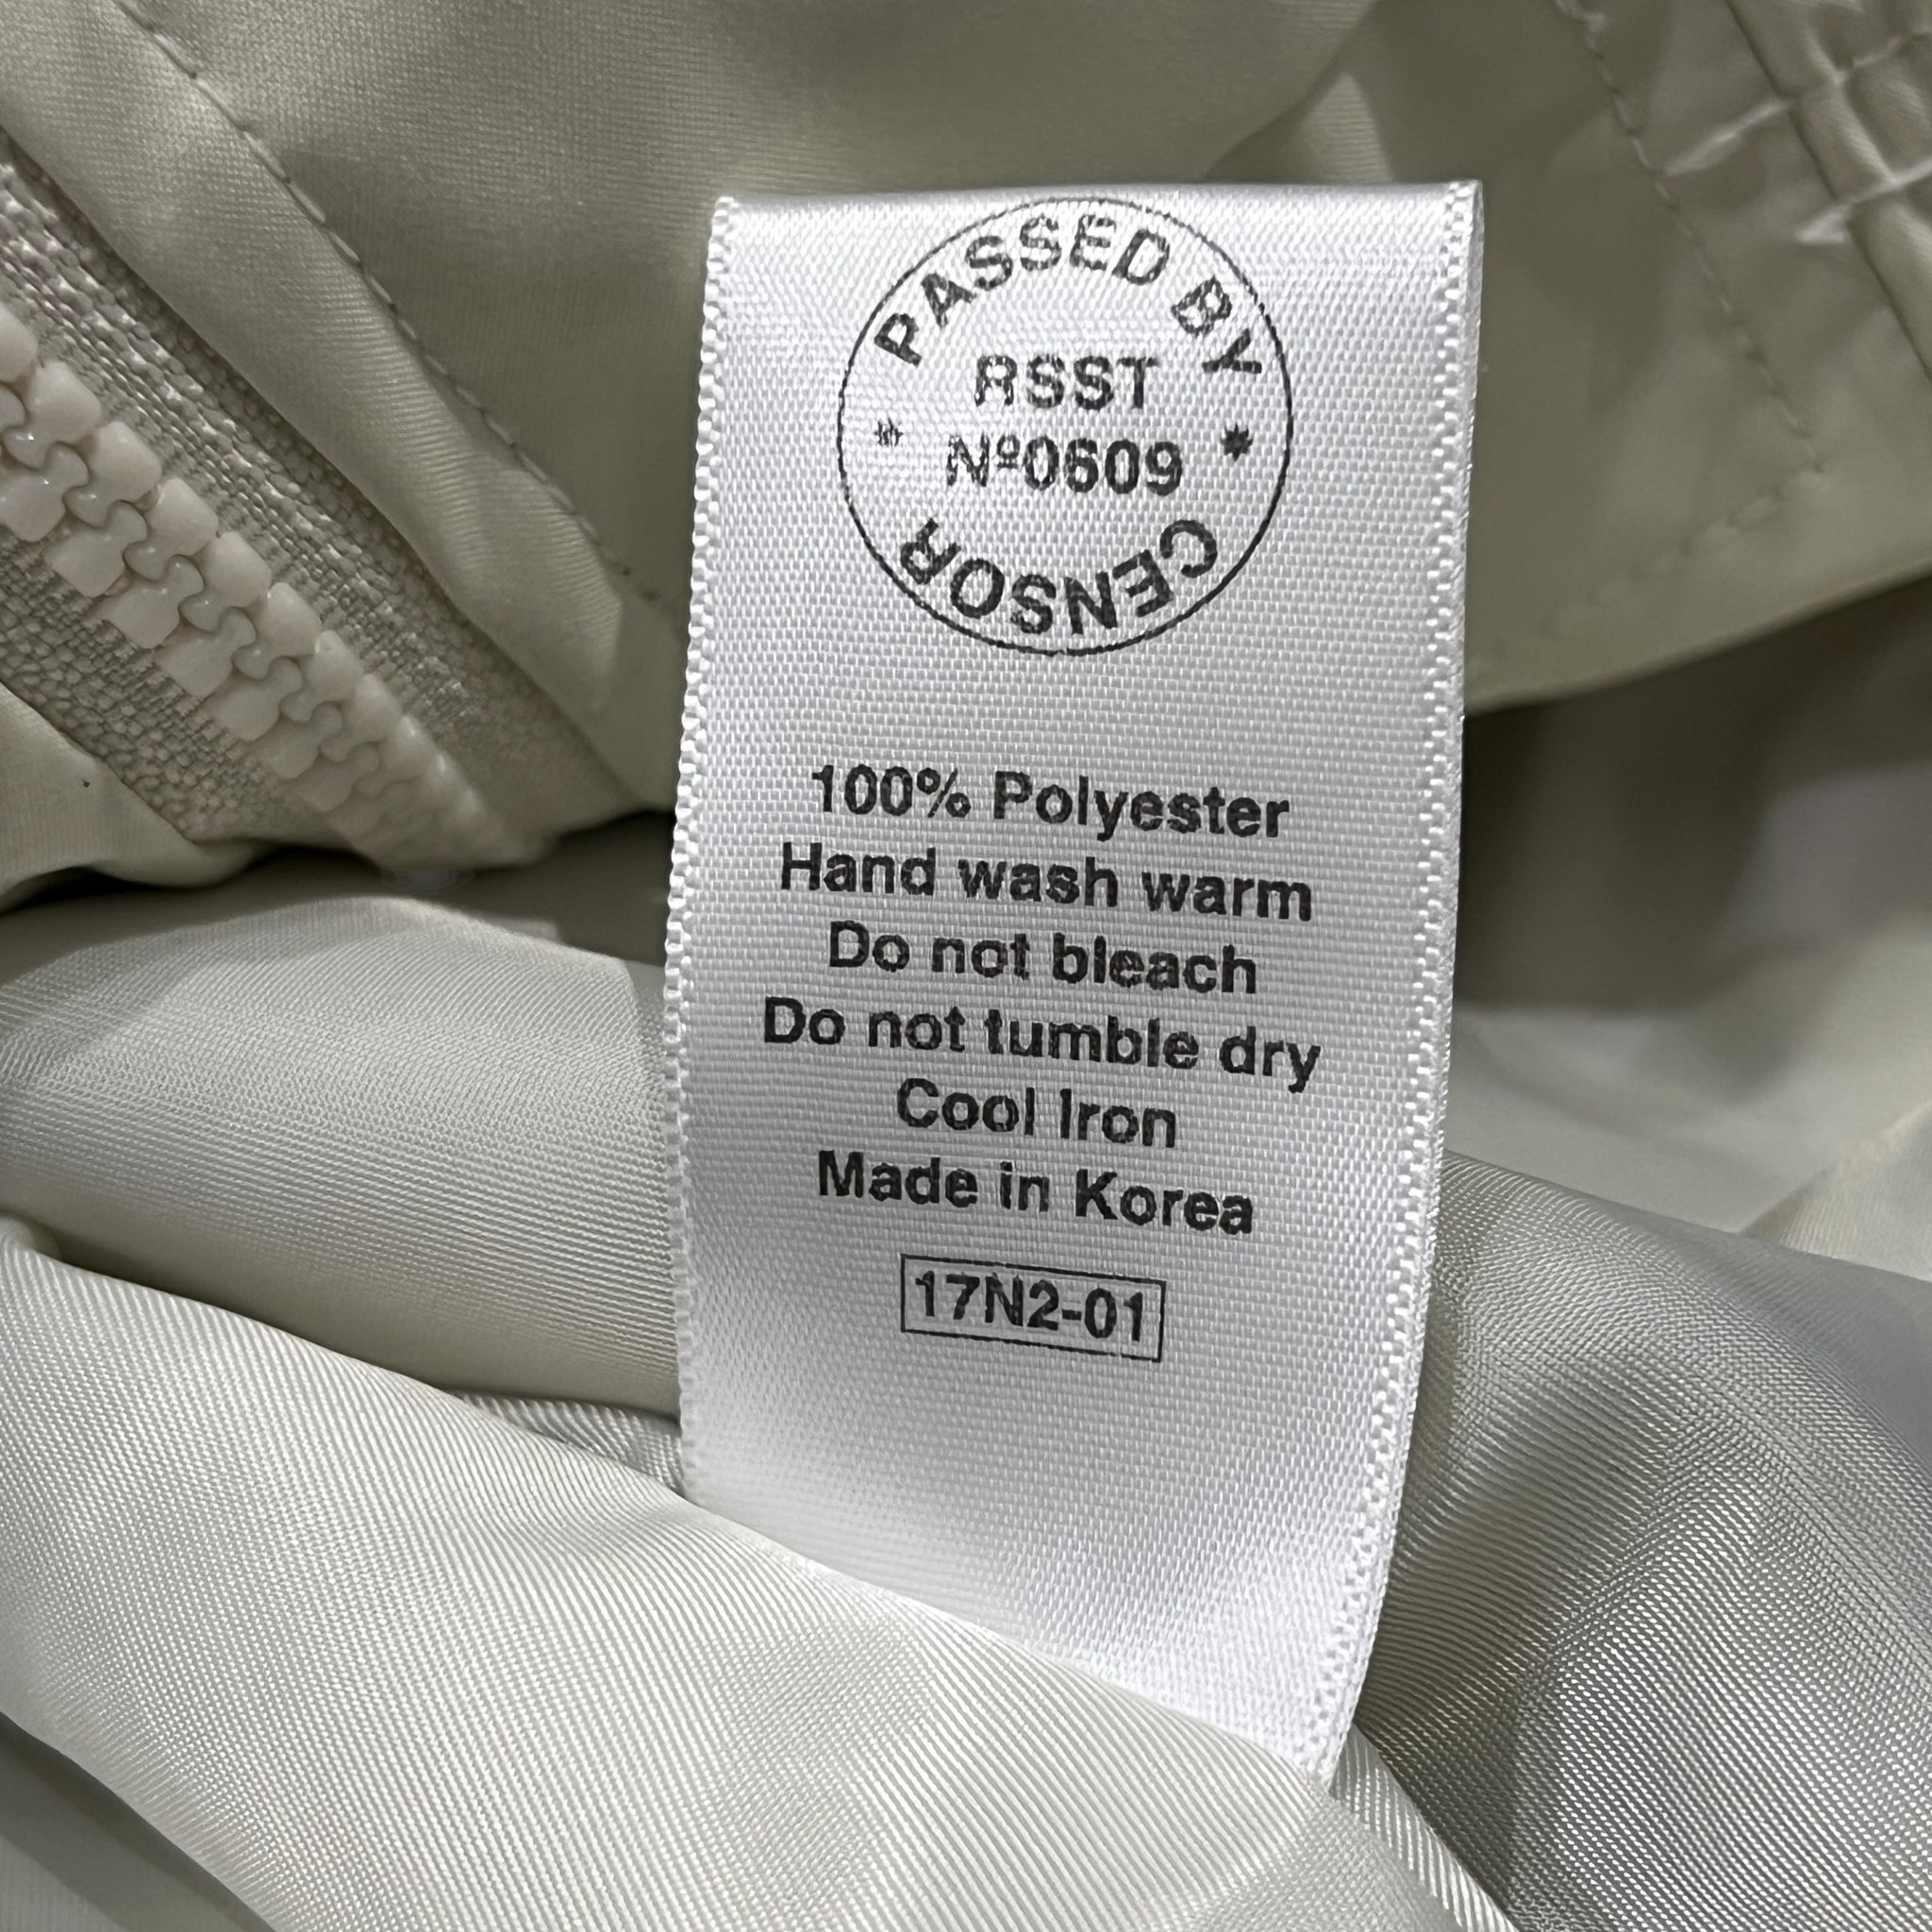 PASSED BY
RSST
Nº0609
CENSOR
100% Polyester
Hand wash warm
Do not bleach
Do not tumble dry
Cool Iron
Made in Korea
17N2-01